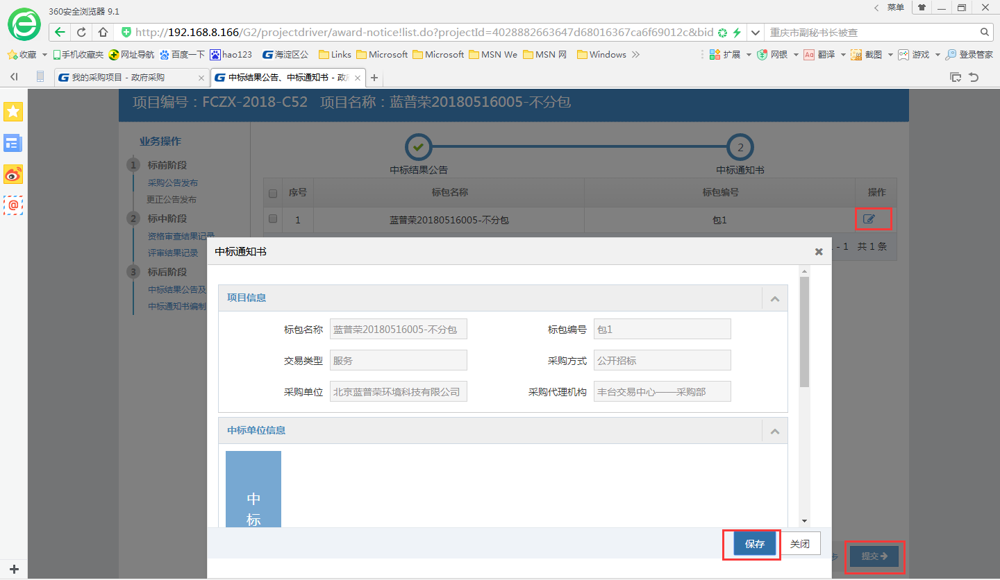 360安全浏览器 9.1
菜单
http://192.168.8.166/G2/projectdriver/award-notice!list.do?projectId=4028882663647d68016367ca6f69012c&bid
重庆市副秘书长被查
收藏 手机收藏夹 网址导航 百度一下 hao123 海淀区公 Links Microsoft Microsoft MSN We MSN 网 Windows
扩展 网银 Aa 翻译 截图 游戏 登录管家
我的采购项目 - 政府采购
中标结果公告、中标通知书 - 政府
项目编号：FCZX-2018-C52 项目名称：蓝普荣20180516005-不分包
业务操作
1 标前阶段
采购公告发布
更正公告发布
2 标中阶段
资格审查结果记录
评审结果记录
3 标后阶段
中标结果公告及
中标通知书编制
中标结果公告
2
中标通知书
序号 标包名称 标包编号 操作
1 蓝普荣20180516005-不分包 包1
1 - 1 共 1 条
中标通知书
项目信息
标包名称 蓝普荣20180516005-不分包 标包编号 包1
交易类型 服务 采购方式 公开招标
采购单位 北京蓝普荣环境科技有限公司 采购代理机构 丰台交易中心——采购部
中标单位信息
中
标
保存 关闭
步 提交